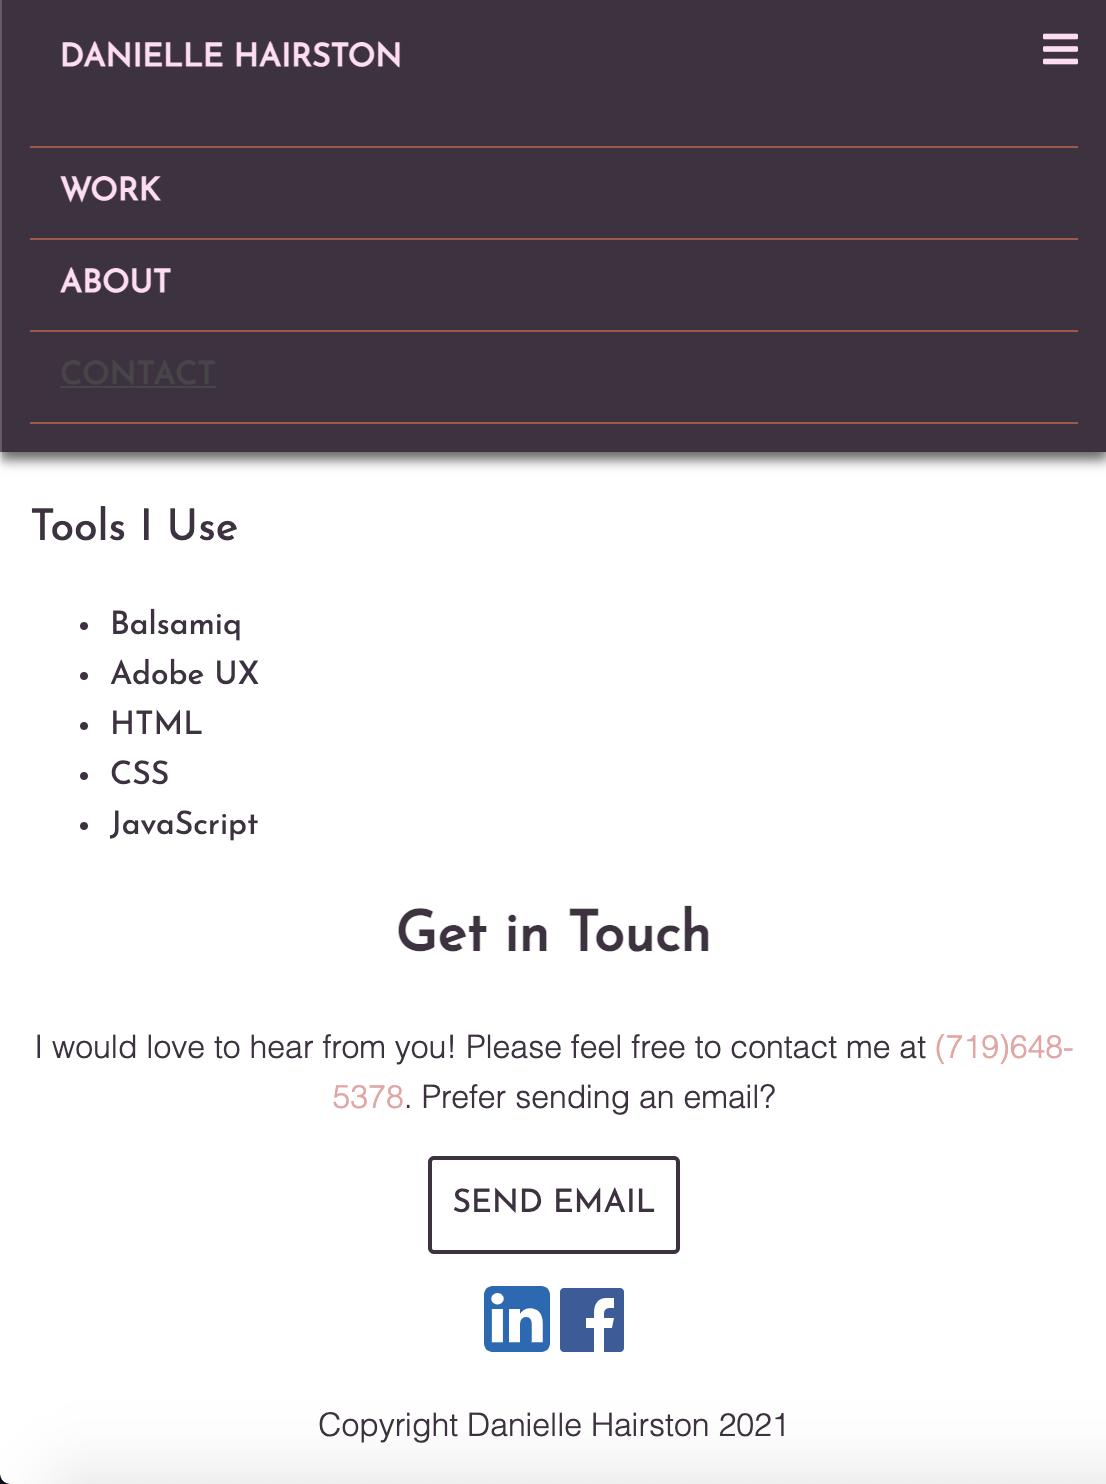 DANIELLE HAIRSTON
WORK
ABOUT
CONTACT
Tools I Use
Balsamiq
Adobe UX
HTML
CSS
JavaScript
Get in Touch
I would love to hear from you! Please feel free to contact me at (719)648-
5378. Prefer sending an email?
SEND EMAIL
in f
Copyright Danielle Hairston 2021